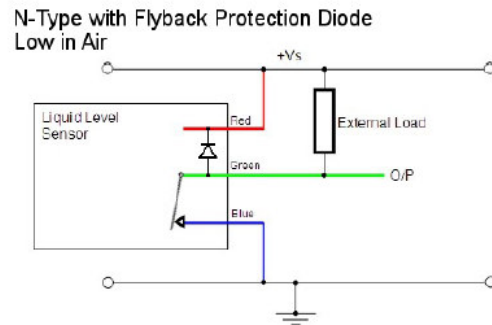 N-Type with Flyback Protection Diode
Low in Air
+Vs
Liquid Level
Sensor
Red
External Load
Green
O/P
Blue